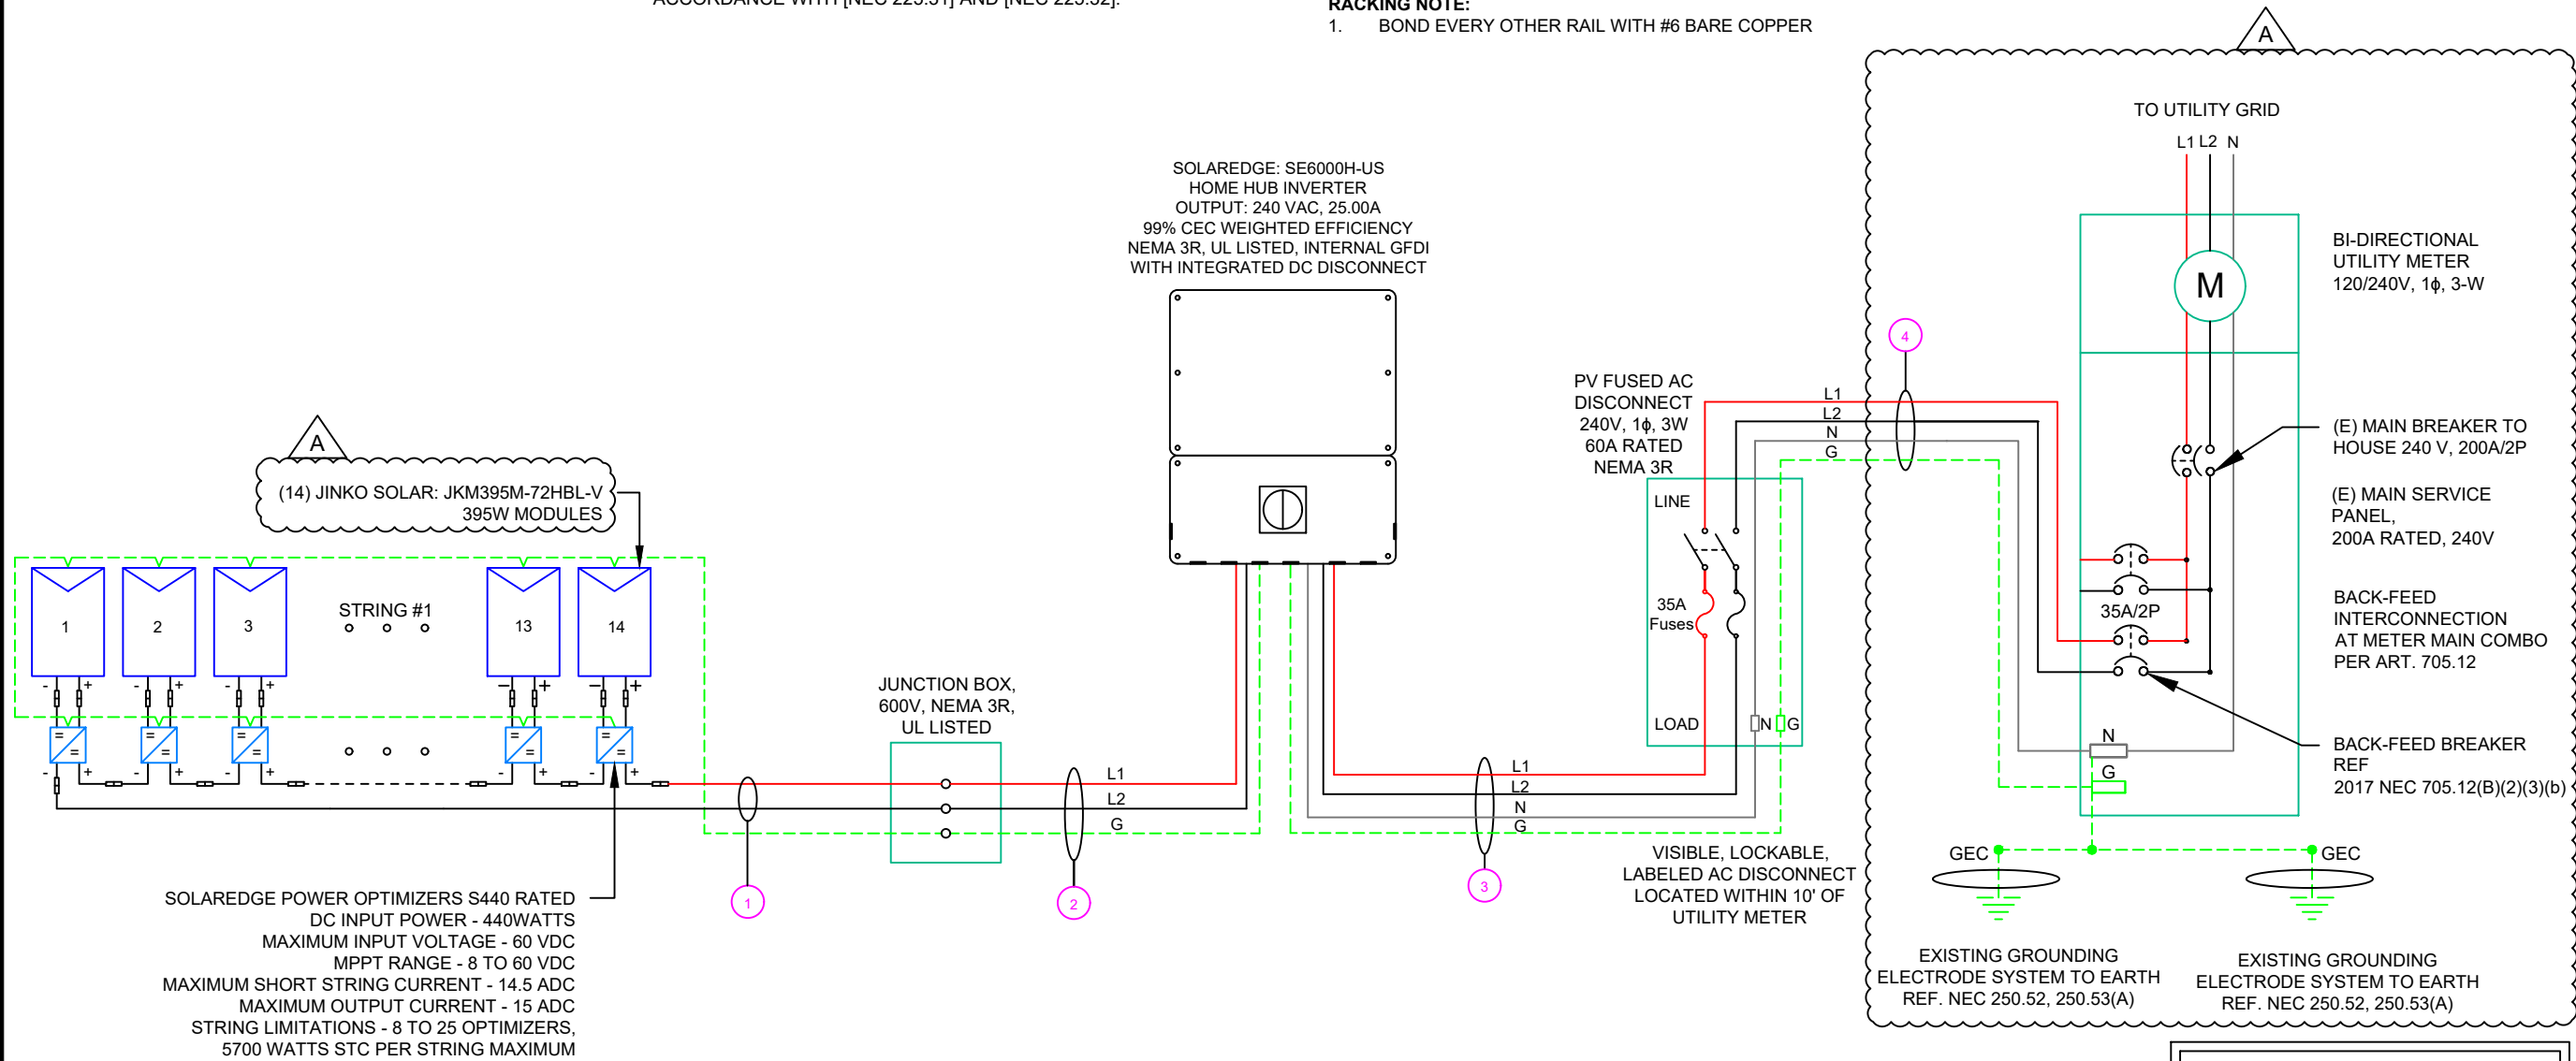 ACCORDANCE WITH [NEC 225.31] AND [NEC 225.32].
RACKING NOTE:
1. BOND EVERY OTHER RAIL WITH #6 BARE COPPER
A
TO UTILITY GRID
L1 L2 N
SOLAREDGE: SE6000H-US
HOME HUB INVERTER
OUTPUT: 240 VAC, 25.00A
99% CEC WEIGHTED EFFICIENCY
NEMA 3R, UL LISTED, INTERNAL GFDI
WITH INTEGRATED DC DISCONNECT
M
BI-DIRECTIONAL
UTILITY METER
120/240V, 1ϕ, 3-W
4
PV FUSED AC
DISCONNECT
240V, 1ϕ, 3W
60A RATED
NEMA 3R
L1
L2
N
G
(E) MAIN BREAKER TO
HOUSE 240 V, 200A/2P
(E) MAIN SERVICE
PANEL,
200A RATED, 240V
A
(14) JINKO SOLAR: JKM395M-72HBL-V
395W MODULES
LINE
35A
Fuses
LOAD
N G
35A/2P
BACK-FEED
INTERCONNECTION
AT METER MAIN COMBO
PER ART. 705.12
1
2
3
STRING #1
13
14
- + - + - + - + - +
= = = = = = = = = =
- + + + + +
JUNCTION BOX,
600V, NEMA 3R,
UL LISTED
L1
L2
G
L1
L2
N
G
N
G
BACK-FEED BREAKER
REF
2017 NEC 705.12(B)(2)(3)(b)
1
2
3
VISIBLE, LOCKABLE,
LABELED AC DISCONNECT
LOCATED WITHIN 10' OF
UTILITY METER
GEC
GEC
SOLAREDGE POWER OPTIMIZERS S440 RATED
DC INPUT POWER - 440WATTS
MAXIMUM INPUT VOLTAGE - 60 VDC
MPPT RANGE - 8 TO 60 VDC
MAXIMUM SHORT STRING CURRENT - 14.5 ADC
MAXIMUM OUTPUT CURRENT - 15 ADC
STRING LIMITATIONS - 8 TO 25 OPTIMIZERS,
5700 WATTS STC PER STRING MAXIMUM
EXISTING GROUNDING
ELECTRODE SYSTEM TO EARTH
REF. NEC 250.52, 250.53(A)
EXISTING GROUNDING
ELECTRODE SYSTEM TO EARTH
REF. NEC 250.52, 250.53(A)